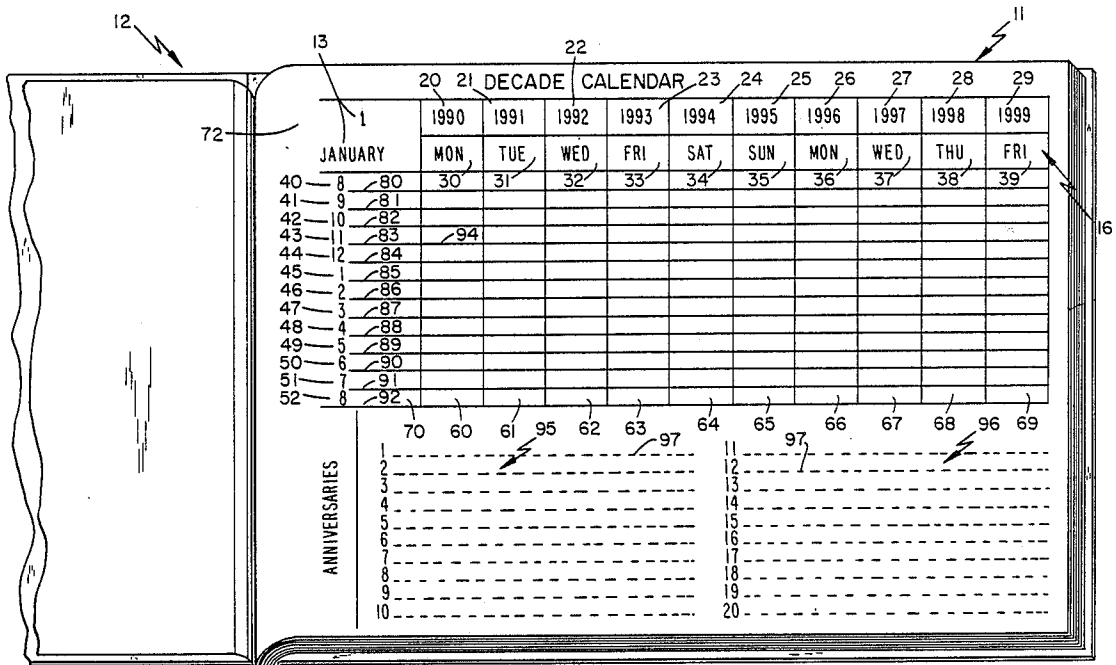 12
11
13
22
20 21 DECADE CALENDAR 23 24 25 26 27 28 29
1 1990 1991 1992 1993 1994 1995 1996 1997 1998 1999
72
JANUARY MON TUE WED FRI SAT SUN MON WED THU FRI
40 8 80 30 31 32 33 34 35 36 37 38 39
16
41 9 81
42 10 82
43 11 83 94
44 12 84
45 1 85
46 2 86
47 3 87
48 4 88
49 5 89
50 6 90
51 7 91
52 8 92
70 60 61 62 63 64 65 66 67 68 69
95 97 97 96
ANNIVERSARIES
1 11
2 12
3 13
4 14
5 15
6 16
7 17
8 18
9 19
10 20